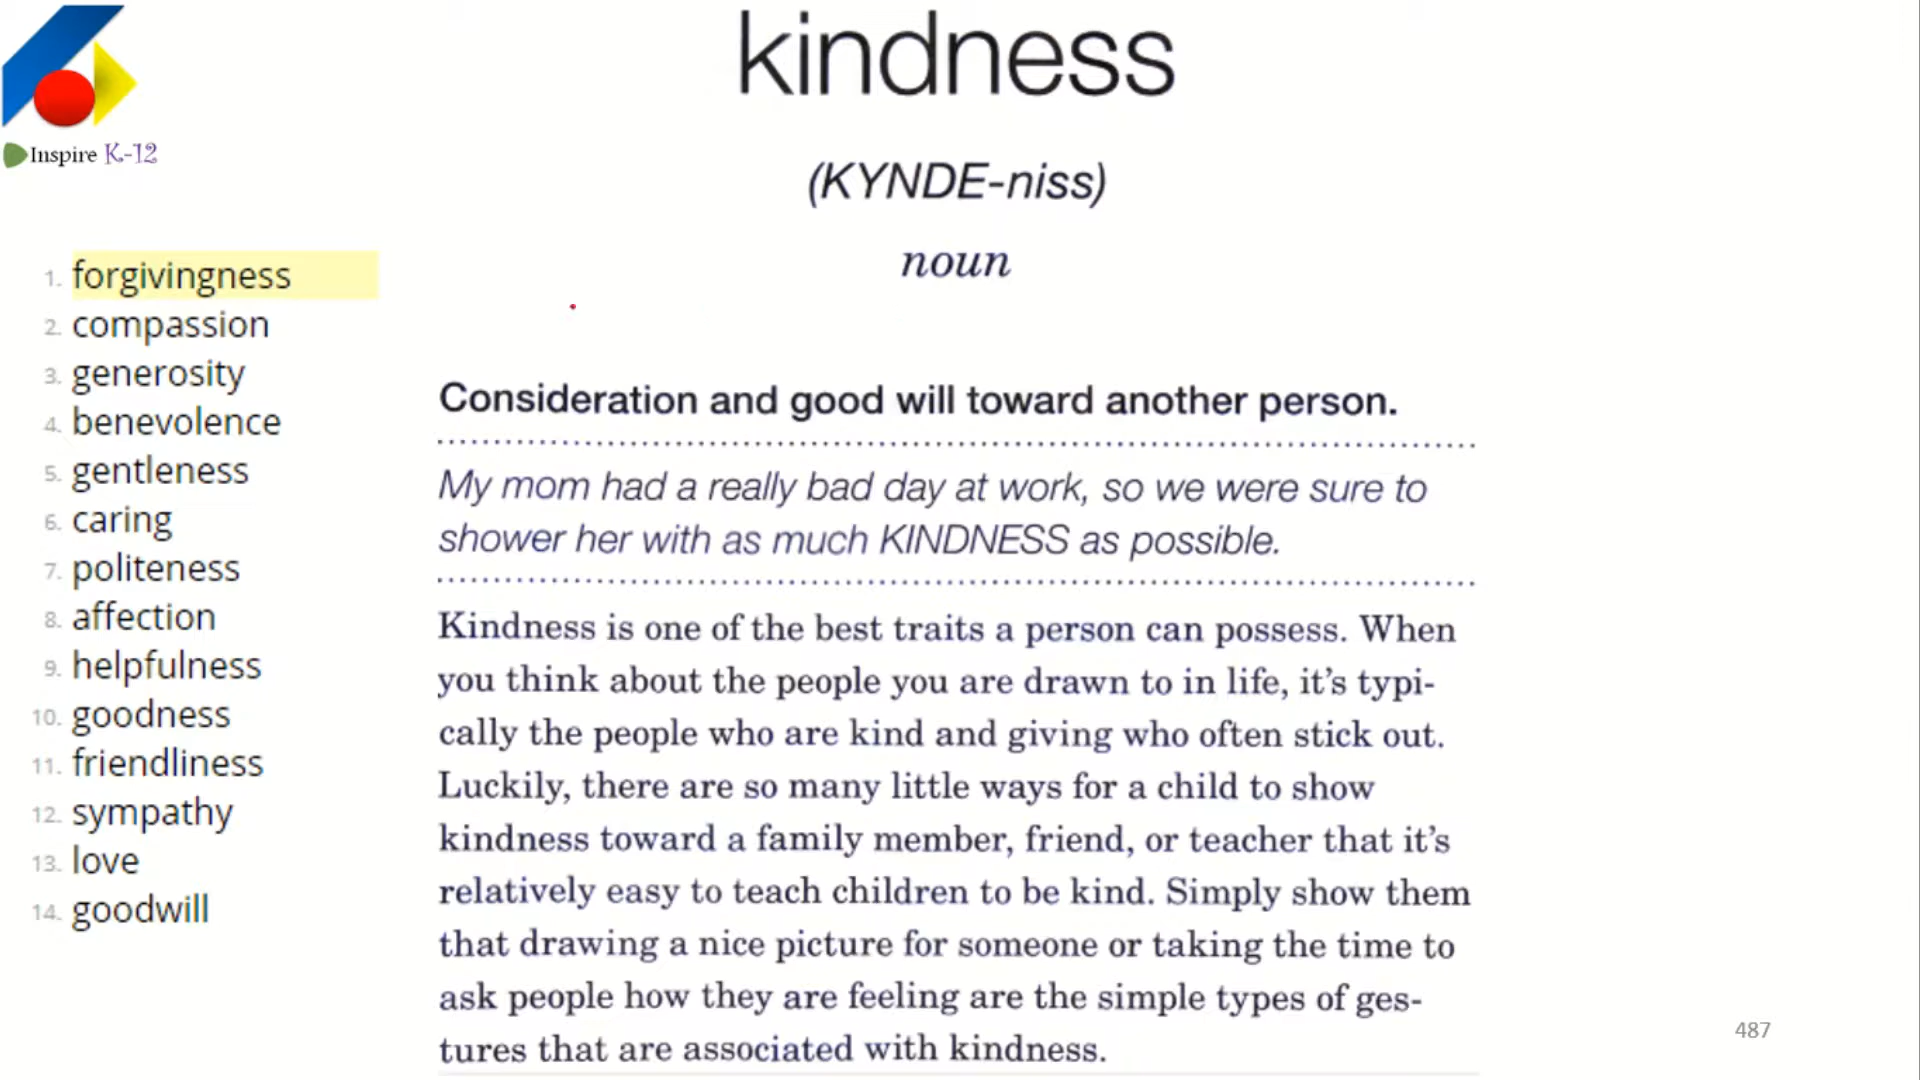 kindness
Inspire K-12
(KYNDE-niss)
noun
1. forgivingness
2. compassion
3. generosity
4. benevolence
5. gentleness
6. caring
7. politeness
8. affection
9. helpfulness
10. goodness
11. friendliness
12. sympathy
13. love
14. goodwill
Consideration and good will toward another person.
My mom had a really bad day at work, so we were sure to
shower her with as much KINDNESS as possible.
Kindness is one of the best traits a person can possess. When
you think about the people you are drawn to in life, it's typi-
cally the people who are kind and giving who often stick out.
Luckily, there are so many little ways for a child to show
kindness toward a family member, friend, or teacher that it's
relatively easy to teach children to be kind. Simply show them
that drawing a nice picture for someone or taking the time to
ask people how they are feeling are the simple types of ges-
tures that are associated with kindness.
487